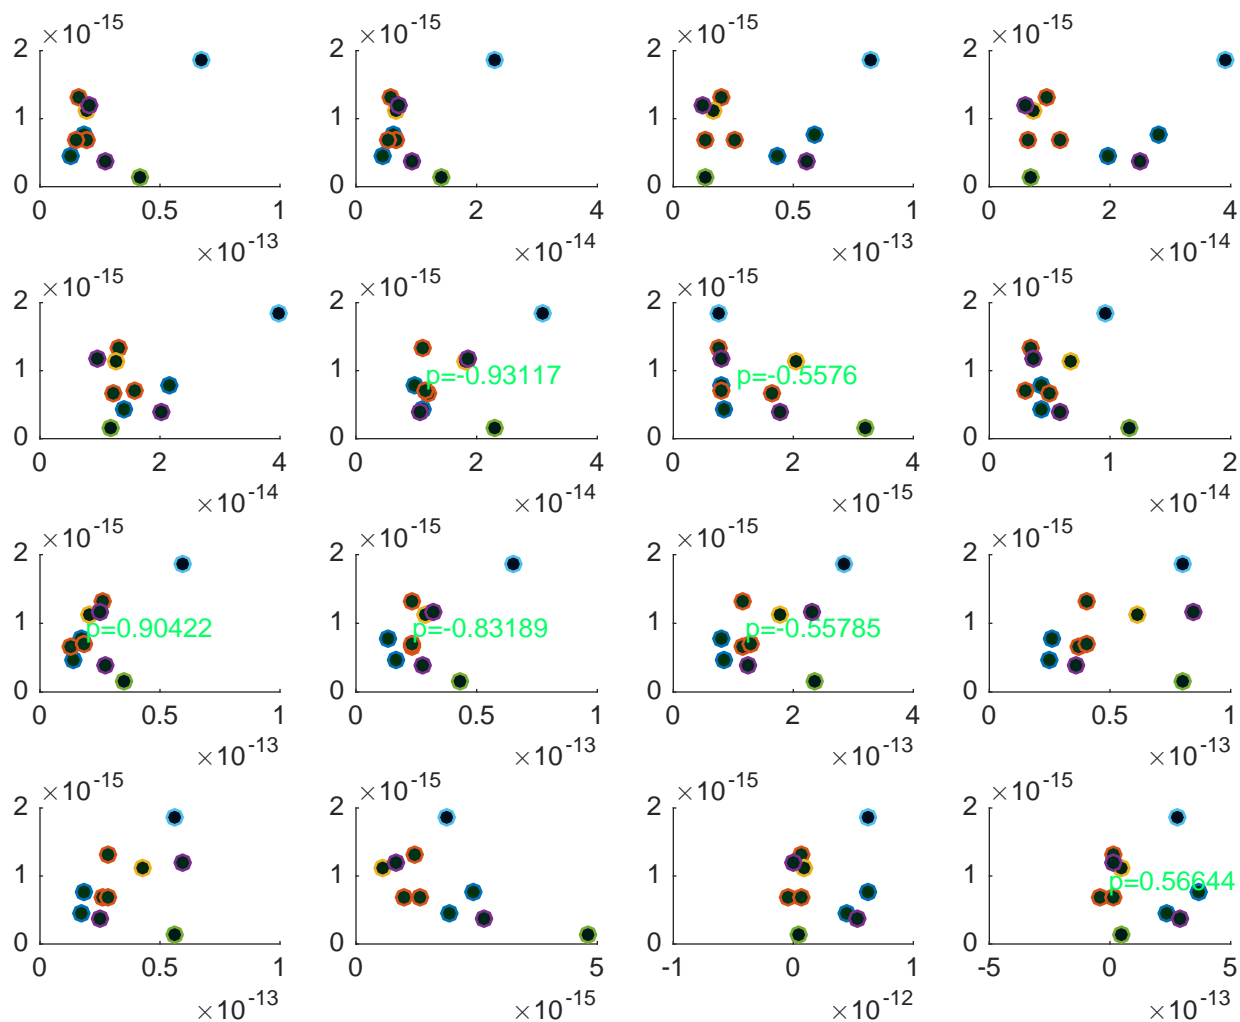 ×10-15 ×10-15 ×10-15 ×10-15
2 2 2 2
1 1 1 1
0 0 0 0
0 0.5 1 0 2 4 0 0.5 1 0 2 4
×10-13 ×10-14 ×10-13 ×10-14
×10-15 ×10-15 ×10-15 ×10-15
2 2 2 2
1 1 1 1
p=-0.93117 p=-0.5576
0 0 0 0
0 2 4 0 2 4 0 2 4 0 1 2
×10-14 ×10-14 ×10-15 ×10-14
×10-15 ×10-15 ×10-15 ×10-15
2 2 2 2
1 1 1 1
p=0.90422 p=-0.83189 p=-0.55785
0 0 0 0
0 0.5 1 0 0.5 1 0 2 4 0 0.5 1
×10-13 ×10-13 ×10-13 ×10-13
×10-15 ×10-15 ×10-15 ×10-15
2 2 2 2
1 1 1 1
p=0.56644
0 0 0 0
0 0.5 1 0 5 -1 0 1 -5 0 5
×10-13 ×10-15 ×10-12 ×10-13